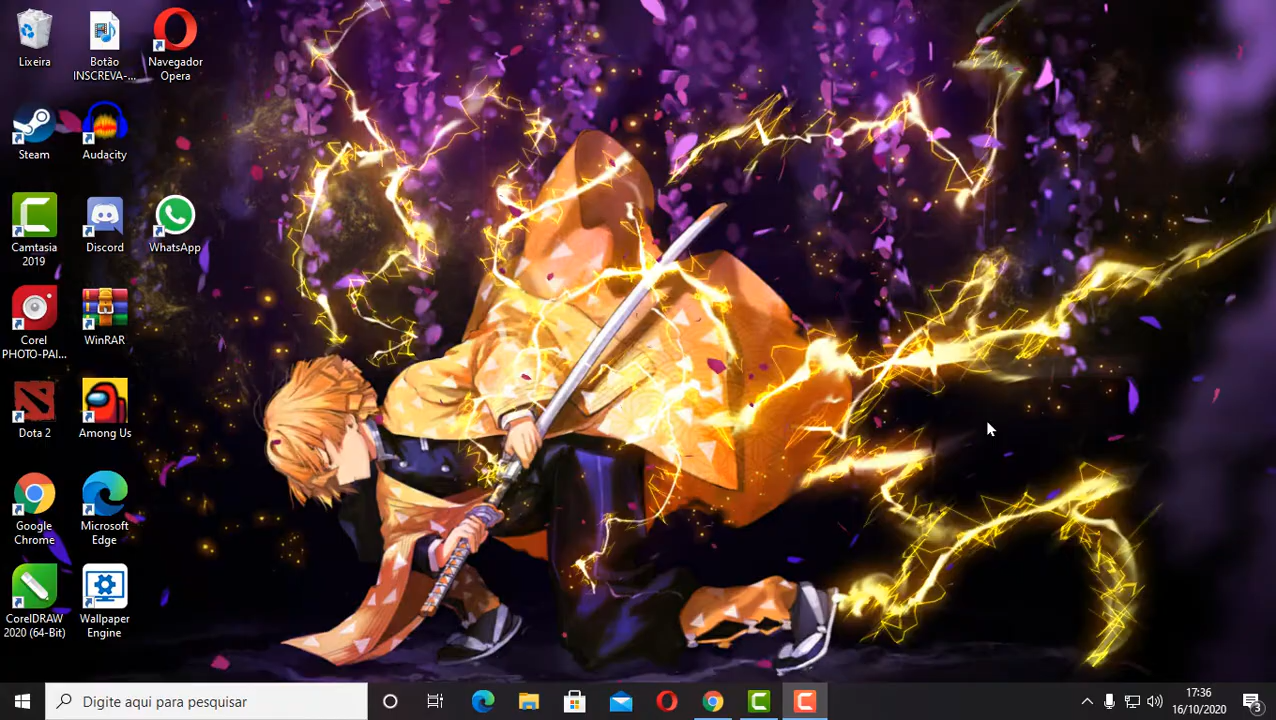 Lixeira
Botão
INSCREVA-...
Navegador
Opera
Steam
Audacity
Camtasia
2019
Discord
WhatsApp
Corel
PHOTO-PAI...
WinRAR
Dota 2
Among Us
Google
Chrome
Microsoft
Edge
CorelDRAW
2020 (64-Bit)
Wallpaper
Engine
Digite aqui para pesquisar
17:36
16/10/2020
3